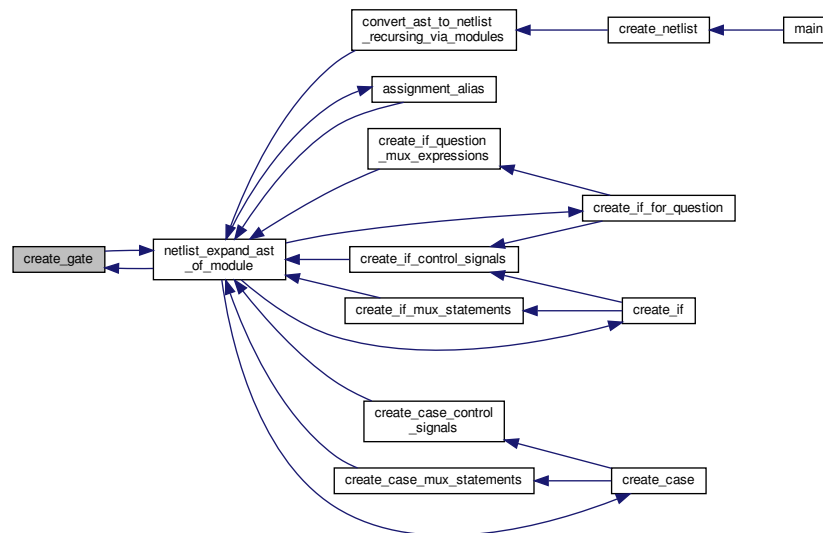 convert_ast_to_netlist
_recursing_via_modules
create_netlist
main
assignment_alias
create_if_question
_mux_expressions
create_if_for_question
create_gate
netlist_expand_ast
_of_module
create_if_control_signals
create_if_mux_statements
create_if
create_case_control
_signals
create_case_mux_statements
create_case